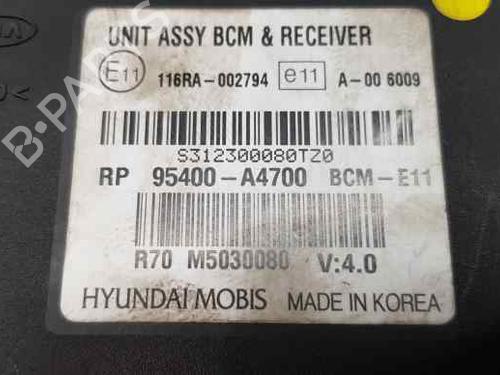 UNIT ASSY BCM & RECEIVER
E11 116RA-002794 e11 A-00 6009
S312300080TZ0
RP 95400-A4700 BCM-E11
R70 M5030080 V:4.0
HYUNDAI MOBIS MADE IN KOREA
B-PARTS